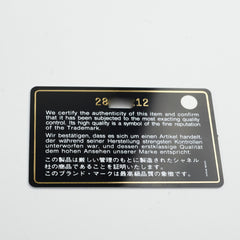 28 12
We certify the authenticity of this item and confirm
that it has been subjected to the most exacting quality
control. Its high quality is a symbol of the fine reputation
of the Trademark.
Wir bestätigen, dass es sich um einen Artikel handelt,
der während seiner Herstellung strengsten Kontrollen
unterworfen war, und dessen erstklassige Qualität
dem hohen Ansehen unserer Marke entspricht.
この製品は厳しい管理のもとに製造されたシャネル
社の商品であることを証明いたします。
このブランド・マークは最高級品質の象徴です。